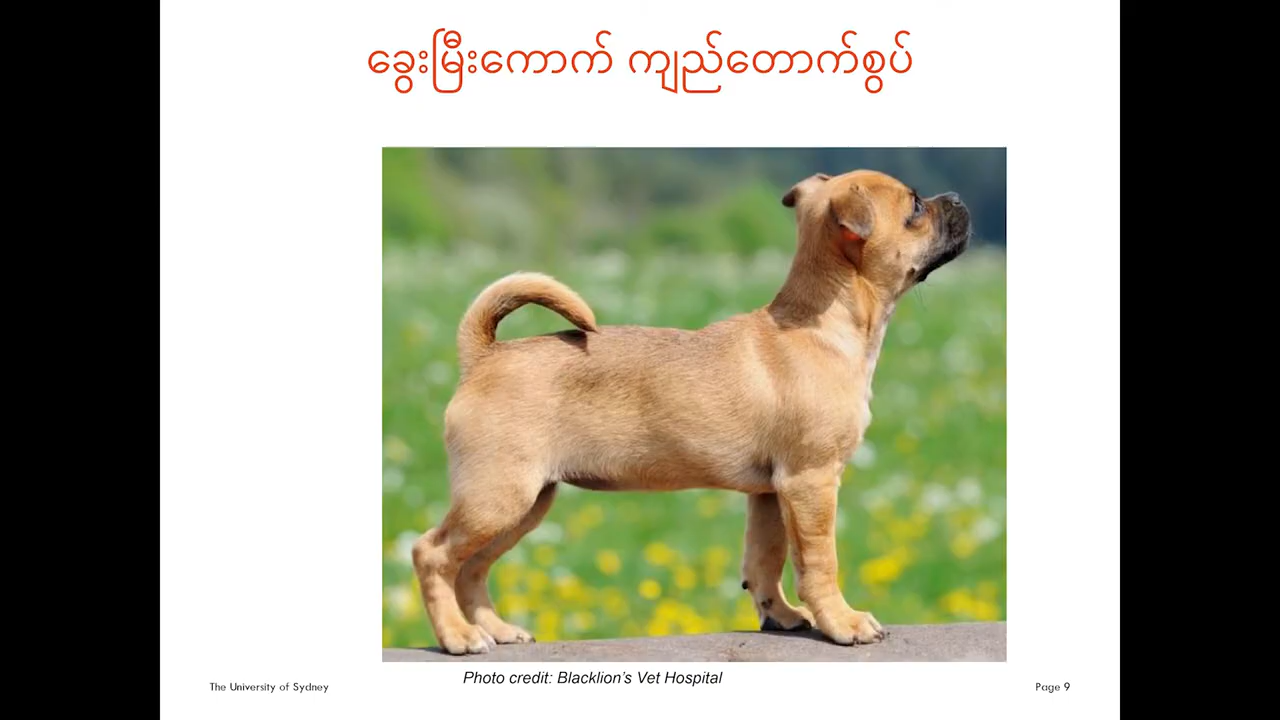 ခွေးမြီးကောက် ကျည်တောက်စွပ်
Photo credit: Blacklion’s Vet Hospital
The University of Sydney
Page 9